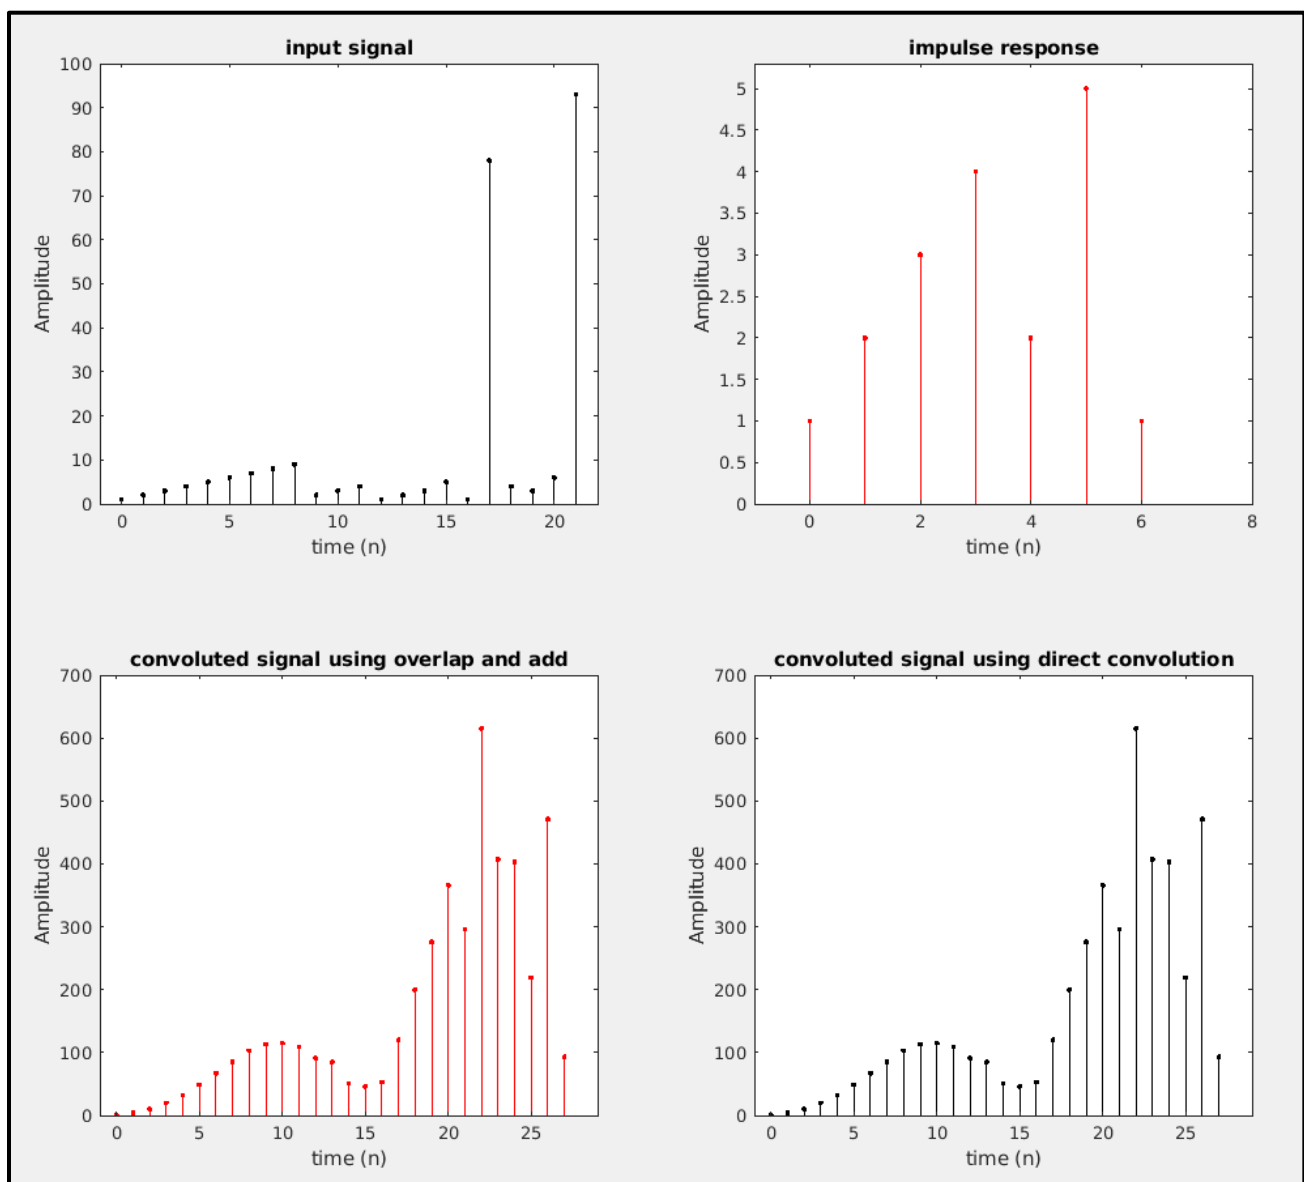 input signal
100
90
80
70
60
50
40
30
20
10
0
Amplitude
0 5 10 15 20
time (n)
impulse response
5
4.5
4
3.5
3
2.5
2
1.5
1
0.5
0
Amplitude
0 2 4 6 8
time (n)
convoluted signal using overlap and add
700
600
500
400
300
200
100
0
Amplitude
0 5 10 15 20 25
time (n)
convoluted signal using direct convolution
700
600
500
400
300
200
100
0
Amplitude
0 5 10 15 20 25
time (n)